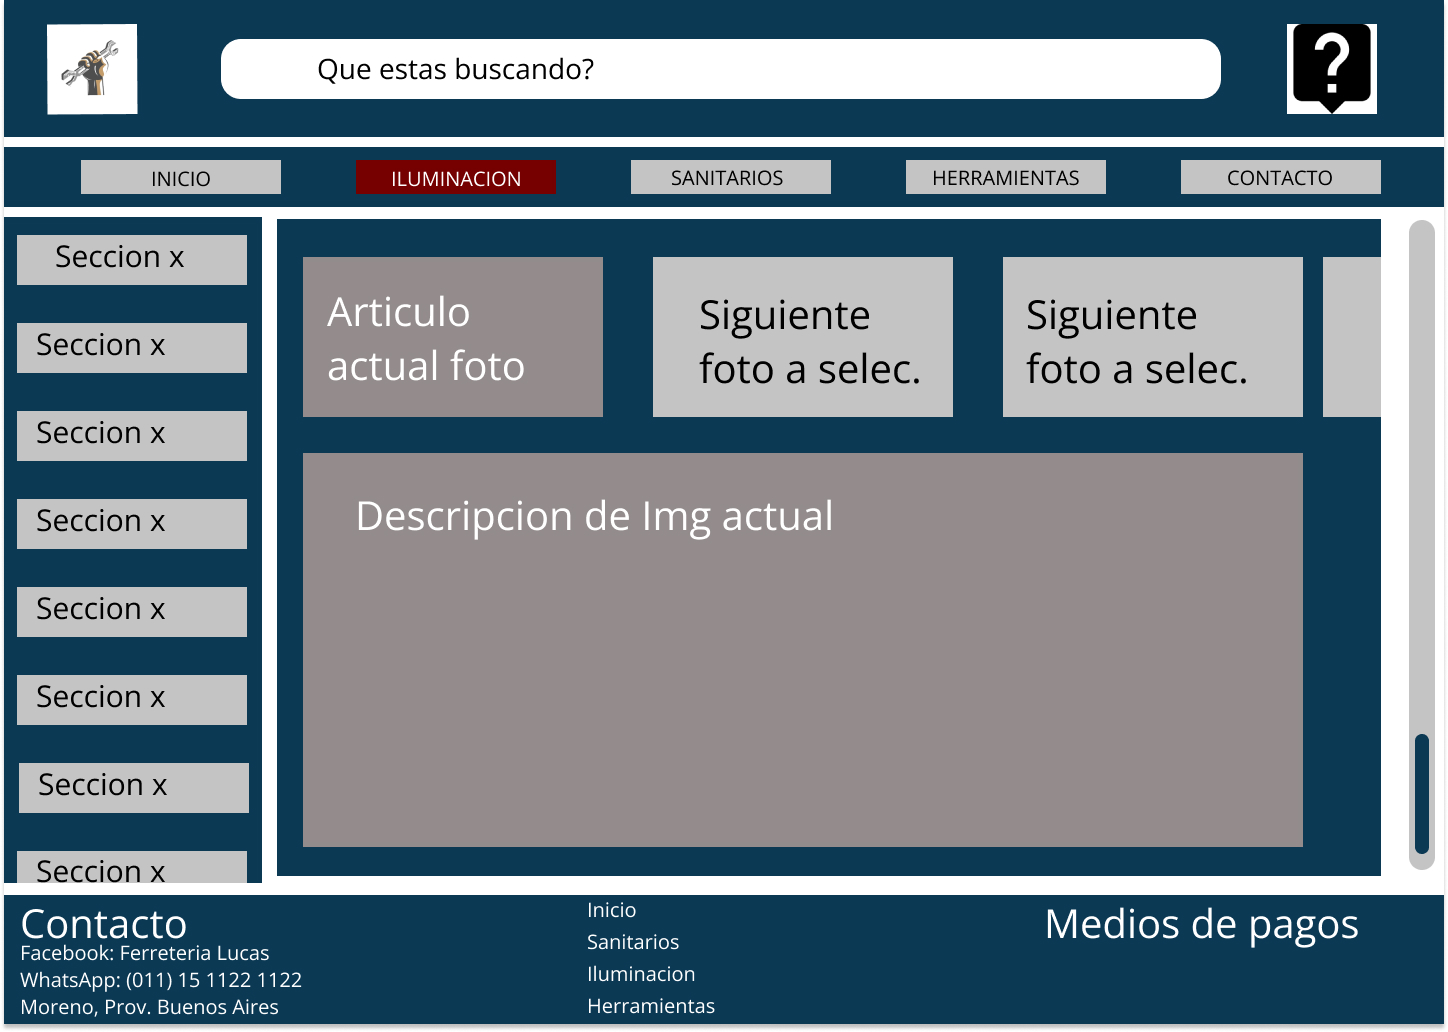 Que estas buscando?
?
INICIO
ILUMINACION
SANITARIOS
HERRAMIENTAS
CONTACTO
Seccion x
Seccion x
Seccion x
Seccion x
Seccion x
Seccion x
Seccion x
Seccion x
Articulo
actual foto
Siguiente
foto a selec.
Siguiente
foto a selec.
Descripcion de Img actual
Contacto
Facebook: Ferreteria Lucas
WhatsApp: (011) 15 1122 1122
Moreno, Prov. Buenos Aires
Inicio
Sanitarios
Iluminacion
Herramientas
Medios de pagos